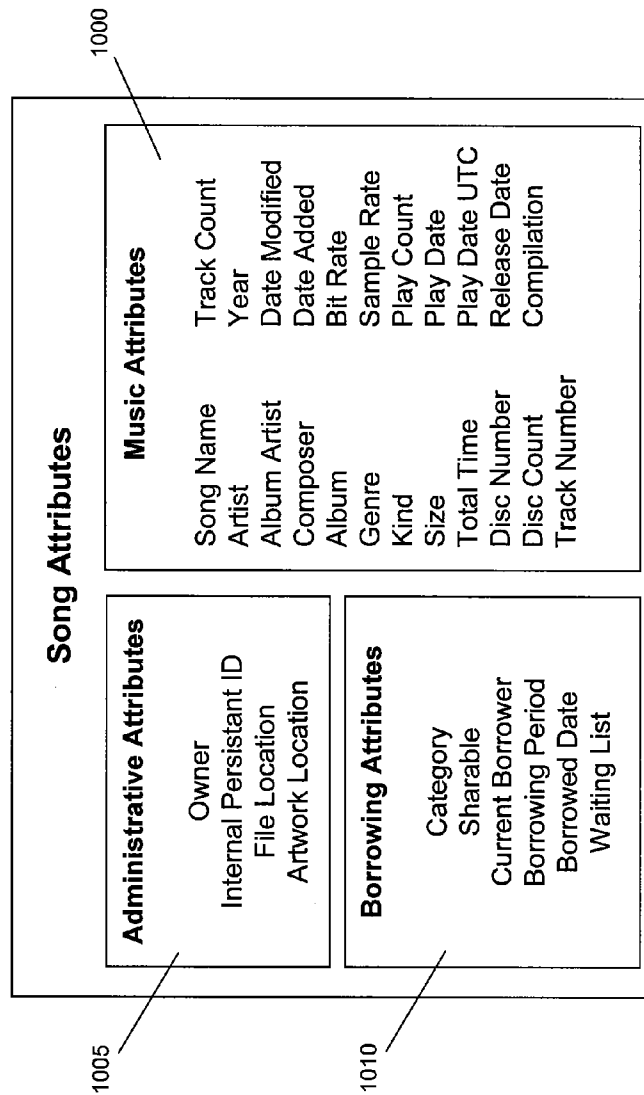 Song Attributes
1005
Administrative Attributes
Owner
Internal Persistant ID
File Location
Artwork Location
1010
Borrowing Attributes
Category
Sharable
Current Borrower
Borrowing Period
Borrowed Date
Waiting List
1000
Music Attributes
Song Name
Artist
Album Artist
Composer
Album
Genre
Kind
Size
Total Time
Disc Number
Disc Count
Track Number
Track Count
Year
Date Modified
Date Added
Bit Rate
Sample Rate
Play Count
Play Date
Play Date UTC
Release Date
Compilation